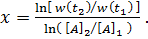 x = ln[ w(t₂)/w(t₁) ] / ln( [A]₂/[A]₁ ) .